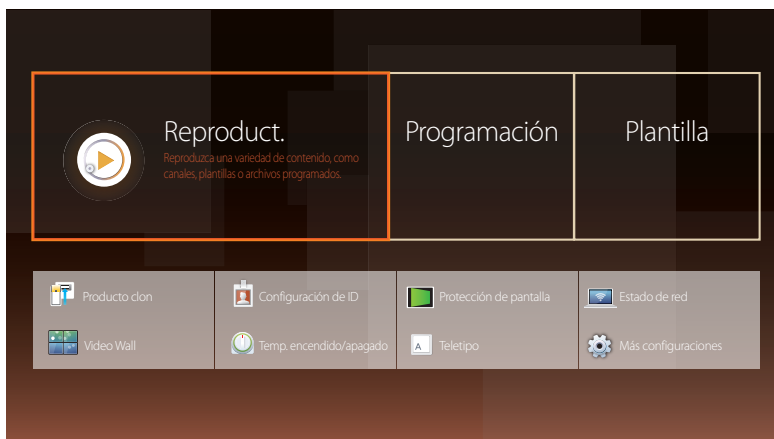 Reproduct.
Reproduzca una variedad de contenido, como
canales, plantillas o archivos programados.
Programación
Plantilla
Producto clon
Configuración de ID
Protección de pantalla
Estado de red
Video Wall
Temp. encendido/apagado
A
Teletipo
Más configuraciones